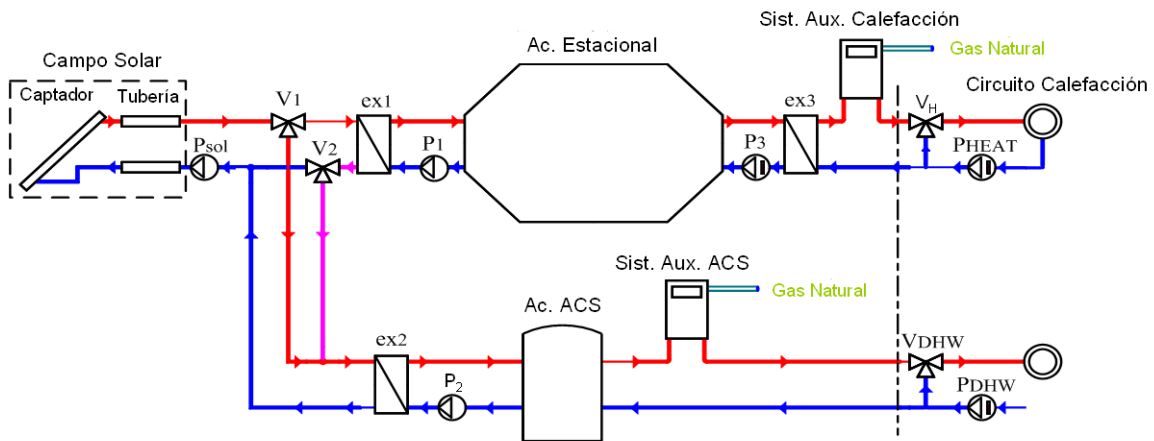 Sist. Aux. Calefacción
Gas Natural
Ac. Estacional
Campo Solar
Captador
Tubería
V1
ex1
ex3
VH
Circuito Calefacción
Psol
V2
P1
P3
PHEAT
Sist. Aux. ACS
Gas Natural
Ac. ACS
ex2
P2
VDHW
PDHW